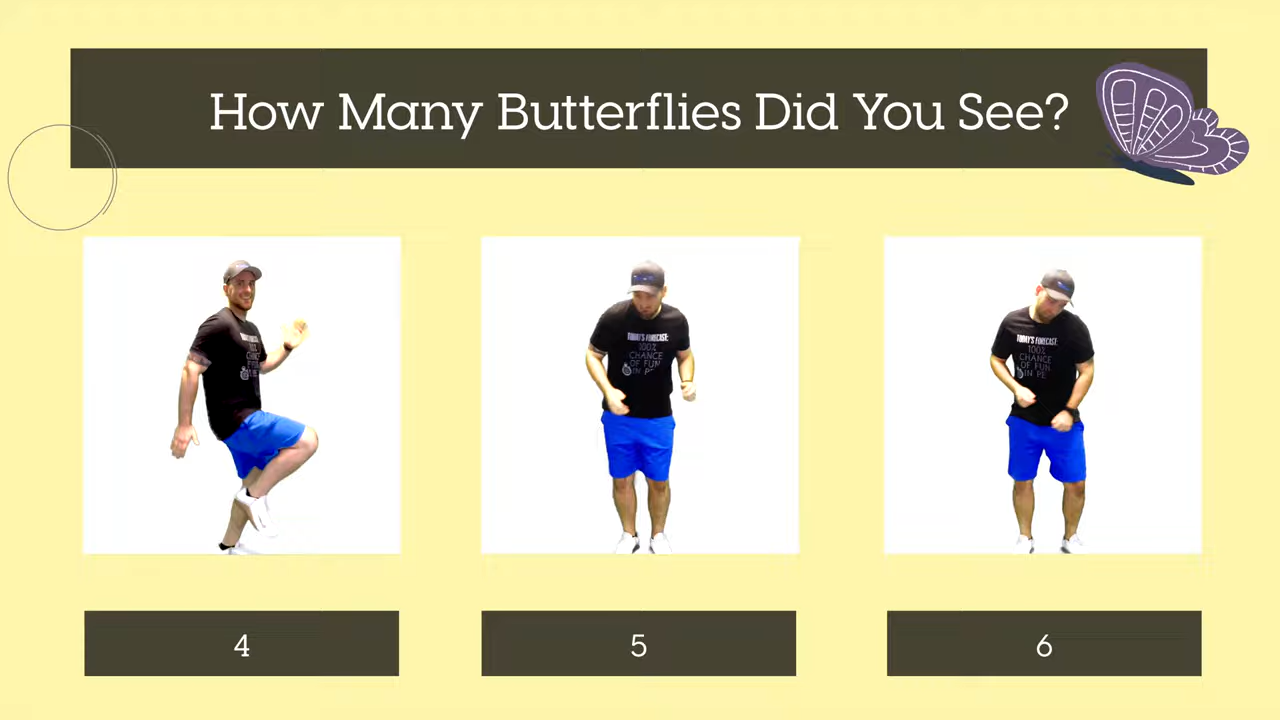 How Many Butterflies Did You See?
TODAY'S FORECAST:
100%
CHANCE
OF FUN
IN PE
TODAY'S FORECAST:
100%
CHANCE
OF FUN
IN PE
4
5
6